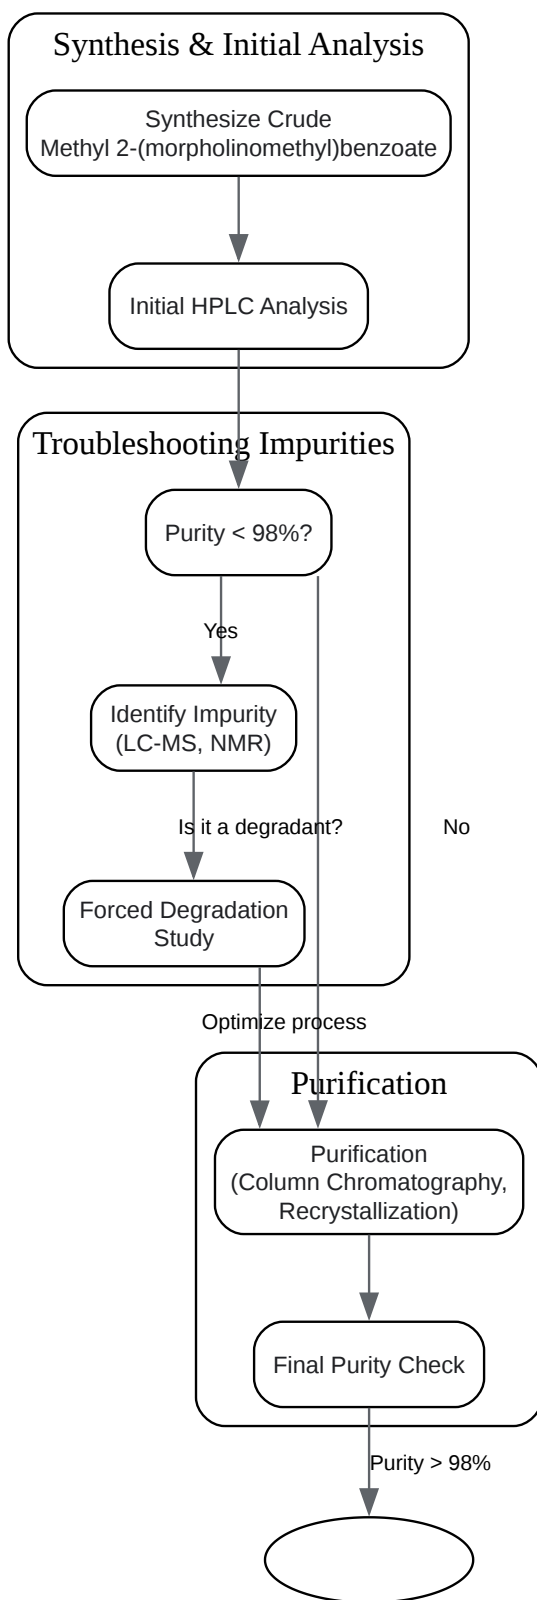 Synthesis & Initial Analysis
Synthesize Crude
Methyl 2-(morpholinomethyl)benzoate
Initial HPLC Analysis
Troubleshooting Impurities
Purity < 98%?
Yes
Identify Impurity
(LC-MS, NMR)
Is it a degradant?
No
Forced Degradation
Study
Optimize process
Purification
Purification
(Column Chromatography,
Recrystallization)
Final Purity Check
Purity > 98%